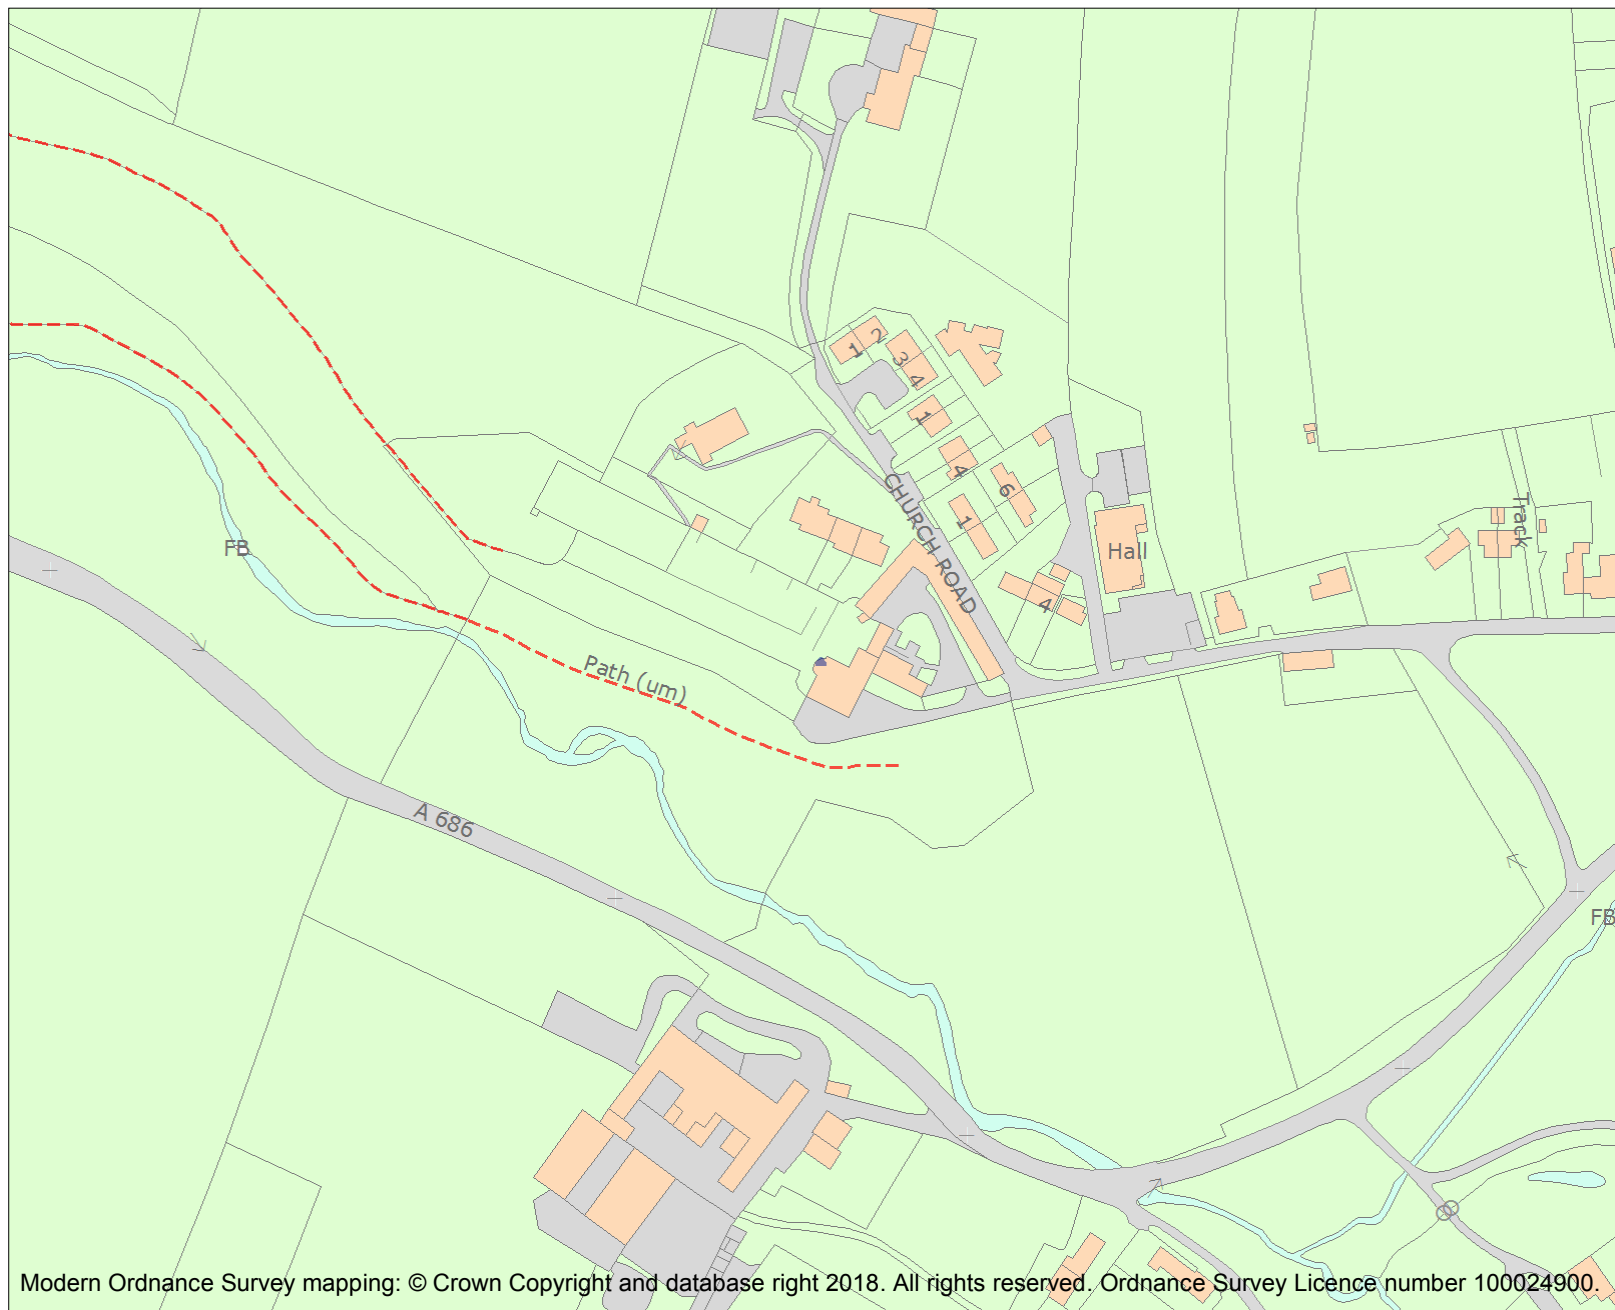 1
2
3
4
1
4
6
1
CHURCH ROAD
Hall
Track
FB
4
Path (um)
A 686
FB
Modern Ordnance Survey mapping: © Crown Copyright and database right 2018. All rights reserved. Ordnance Survey Licence number 100024900.